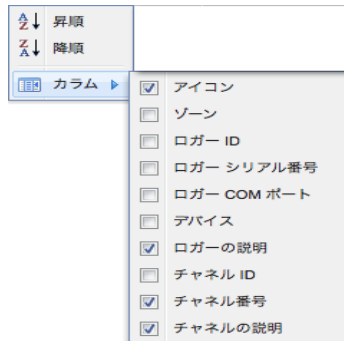 昇順
降順
カラム
アイコン
ゾーン
ロガー ID
ロガー シリアル番号
ロガー COM ポート
デバイス
ロガーの説明
チャネル ID
チャネル番号
チャネルの説明